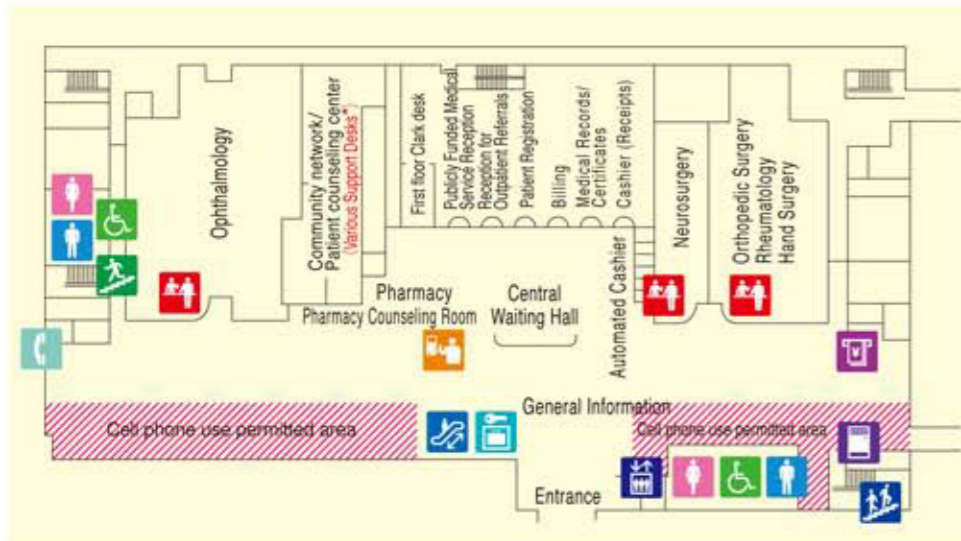 Ophthalmology
Community network/
Patient counseling center
(Various Support Desks*)
First floor Clark desk
Publicly Funded Medical
Service Reception
Reception for
Outpatient Referrals
Patient Registration
Billing
Medical Records/
Certificates
Cashier (Receipts)
Neurosurgery
Orthopedic Surgery
Rheumatology
Hand Surgery
Pharmacy
Pharmacy Counseling Room
Central
Waiting Hall
Automated Cashier
General Information
Cell phone use permitted area
Cell phone use permitted area
Entrance